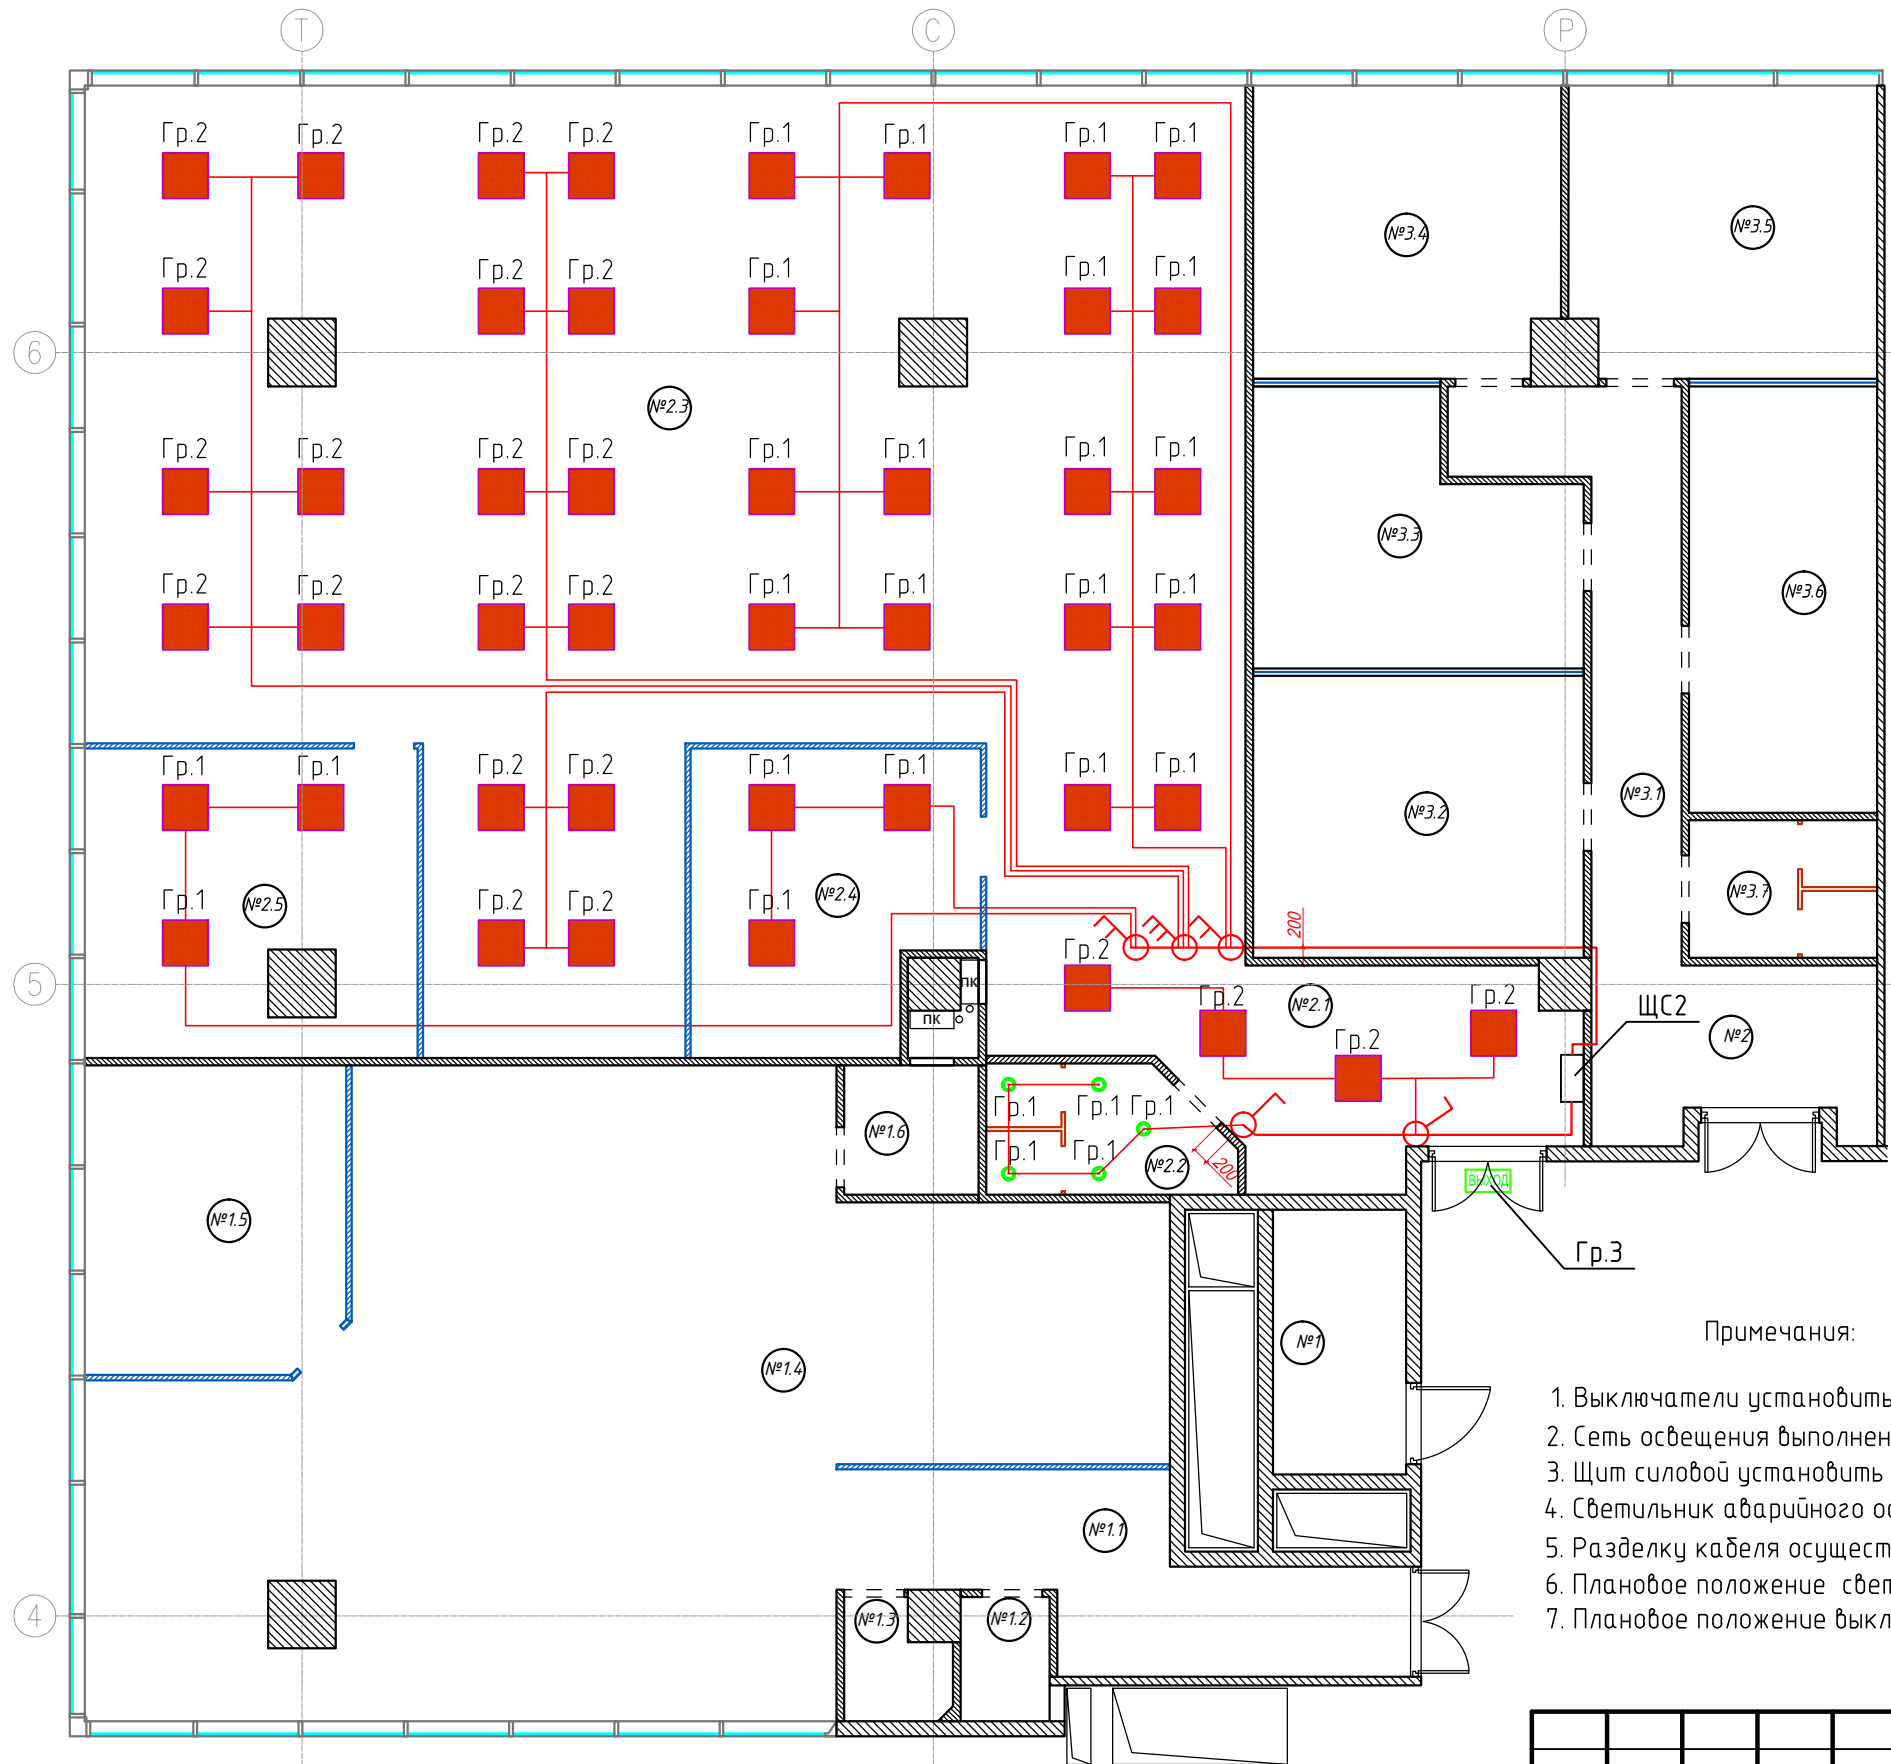 Т С Р
Гр.2 Гр.2 Гр.2 Гр.2 Гр.1 Гр.1 Гр.1 Гр.1
№3.4 №3.5
Гр.2 Гр.2 Гр.2 Гр.1 Гр.1 Гр.1
6
№2.3
Гр.2 Гр.2 Гр.2 Гр.2 Гр.1 Гр.1 Гр.1 Гр.1
№3.3
Гр.2 Гр.2 Гр.2 Гр.2 Гр.1 Гр.1 Гр.1 Гр.1
№3.6
Гр.1 Гр.1 Гр.2 Гр.2 Гр.1 Гр.1 Гр.1 Гр.1
№3.2 №3.1
Гр.1 №2.5 Гр.2 Гр.2 Гр.1 №2.4 №3.7
200
Гр.2
5
ПК
Гр.2 №2.1 Гр.2 ЩС2
ПК
Гр.2 №2
Гр.1 Гр.1 Гр.1
№1.6
Гр.1 Гр.1 №2.2 200
ВЫХОД
№1.5
Гр.3
№1
Примечания:
№1.4
1. Выключатели установить
2. Сеть освещения выполнен
3. Щит силовой установить
4. Светильник аварийного ос
№1.1
5. Разделку кабеля осущест
6. Плановое положение свет
4
№1.3 №1.2
7. Плановое положение выкл